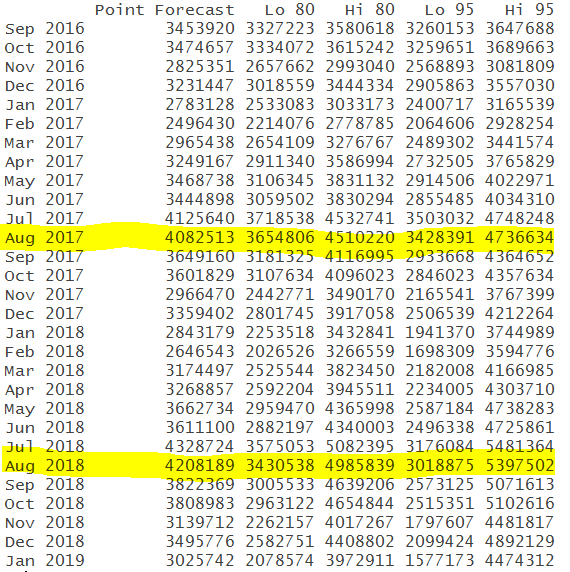 Point Forecast Lo 80 Hi 80 Lo 95 Hi 95
Sep 2016 3453920 3327223 3580618 3260153 3647688
Oct 2016 3474657 3334072 3615242 3259651 3689663
Nov 2016 2825351 2657662 2993040 2568893 3081809
Dec 2016 3231447 3018559 3444334 2905863 3557030
Jan 2017 2783128 2533083 3033173 2400717 3165539
Feb 2017 2496430 2214076 2778785 2064606 2928254
Mar 2017 2965438 2654109 3276767 2489302 3441574
Apr 2017 3249167 2911340 3586994 2732505 3765829
May 2017 3468738 3106345 3831132 2914506 4022971
Jun 2017 3444898 3059502 3830294 2855485 4034310
Jul 2017 4125640 3718538 4532741 3503032 4748248
Aug 2017 4082513 3654806 4510220 3428391 4736634
Sep 2017 3649160 3181325 4116995 2933668 4364652
Oct 2017 3601829 3107634 4096023 2846023 4357634
Nov 2017 2966470 2442771 3490170 2165541 3767399
Dec 2017 3359402 2801745 3917058 2506539 4212264
Jan 2018 2843179 2253518 3432841 1941370 3744989
Feb 2018 2646543 2026526 3266559 1698309 3594776
Mar 2018 3174497 2525544 3823450 2182008 4166985
Apr 2018 3268857 2592204 3945511 2234005 4303710
May 2018 3662734 2959470 4365998 2587184 4738283
Jun 2018 3611100 2882197 4340003 2496338 4725861
Jul 2018 4328724 3575053 5082395 3176084 5481364
Aug 2018 4208189 3430538 4985839 3018875 5397502
Sep 2018 3822369 3005533 4639206 2573125 5071613
Oct 2018 3808983 2963122 4654844 2515351 5102616
Nov 2018 3139712 2262157 4017267 1797607 4481817
Dec 2018 3495776 2582751 4408802 2099424 4892129
Jan 2019 3025742 2078574 3972911 1577173 4474312